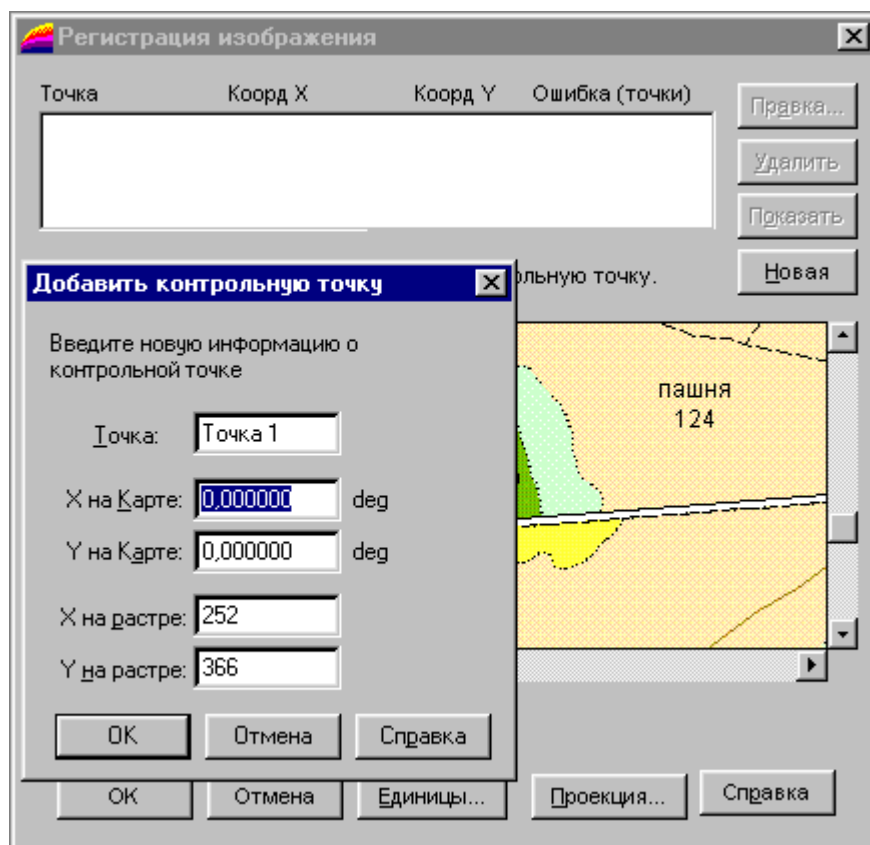 Регистрация изображения
Точка Коорд X Коорд Y Ошибка (точки)
Правка...
Удалить
Показать
Новая
ольную точку.
Добавить контрольную точку
Введите новую информацию о
контрольной точке
Точка: Точка 1
X на Карте: 0,000000 deg
Y на Карте: 0,000000 deg
X на растре: 252
Y на растре: 366
OK Отмена Справка
пашня
124
OK Отмена Единицы... Проекция... Справка